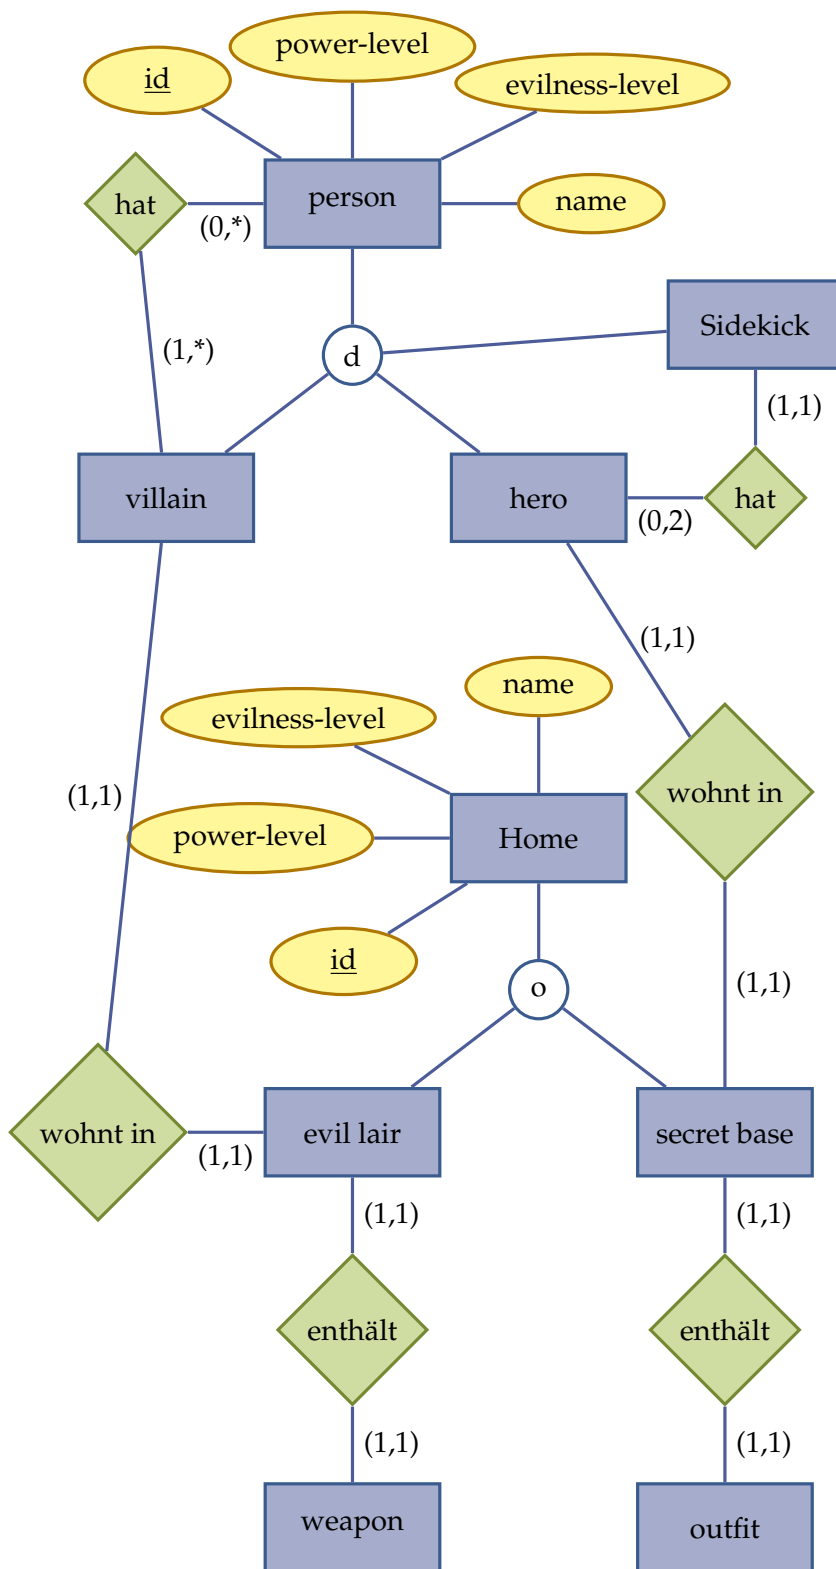 power-level
id
evilness-level
person
hat
name
(0,*)
Sidekick
(1,*)
d
(1,1)
villain
hero
hat
(0,2)
(1,1)
name
evilness-level
(1,1)
wohnt in
power-level
Home
id
(1,1)
o
wohnt in
(1,1)
evil lair
secret base
(1,1)
(1,1)
enthält
enthält
(1,1)
(1,1)
weapon
outfit